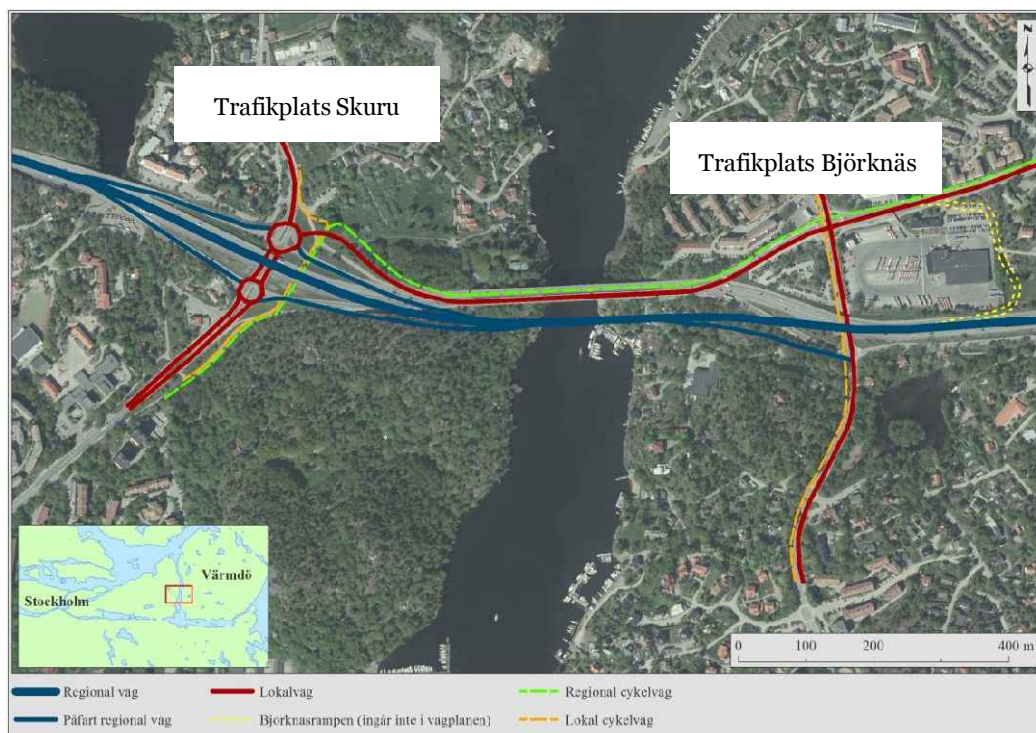 Trafikplats Skuru
Trafikplats Björknäs
N
Stockholm
Värmdö
0 100 200 400 m
Regional väg
Lokalväg
Regional cykelväg
Påfart regional väg
Björknäsrampen (ingår inte i vägplanen)
Lokal cykelväg